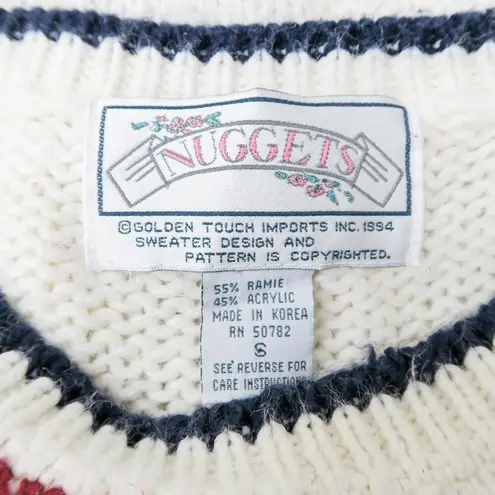 NUGGETS
©GOLDEN TOUCH IMPORTS INC. 1994
SWEATER DESIGN AND
PATTERN IS COPYRIGHTED.
55% RAMIE
45% ACRYLIC
MADE IN KOREA
RN 50782
S
SEE REVERSE FOR
CARE INSTRUCTIONS